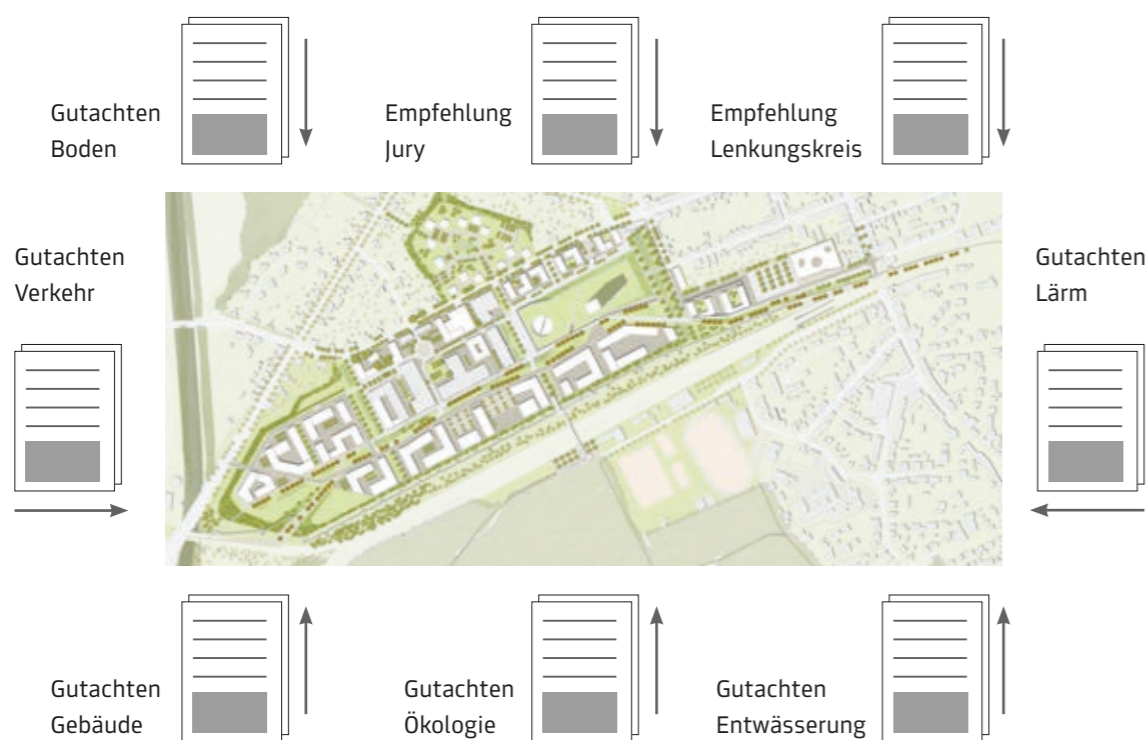 Gutachten
Boden
Empfehlung
Jury
Empfehlung
Lenkungskreis
Gutachten
Verkehr
Gutachten
Lärm
Gutachten
Gebäude
Gutachten
Ökologie
Gutachten
Entwässerung